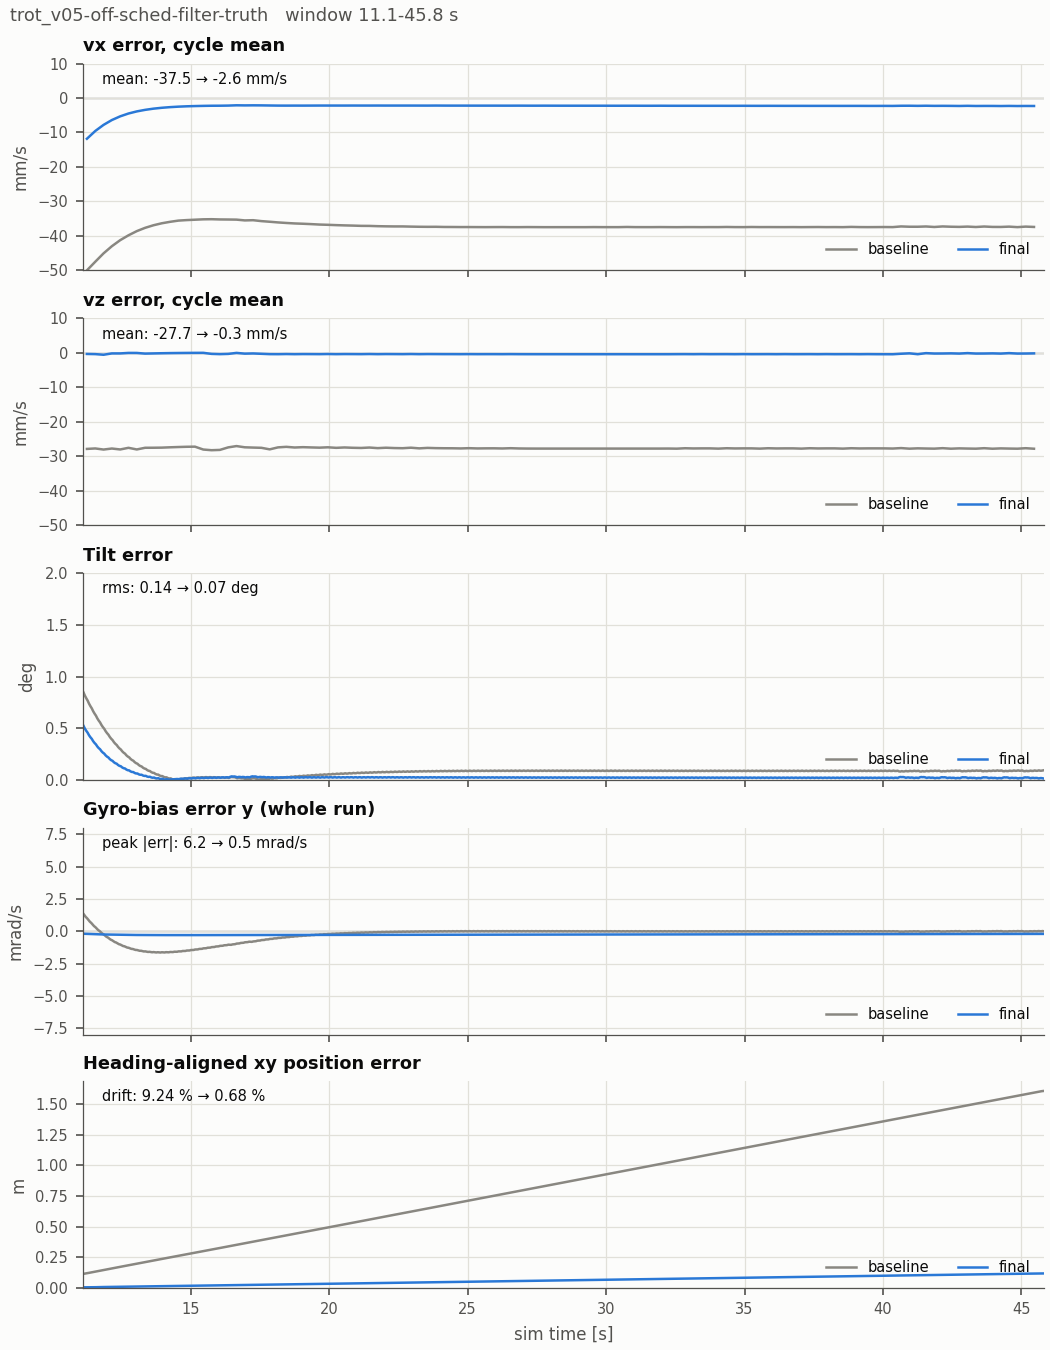 trot_v05-off-sched-filter-truth   window 11.1-45.8 s
vx error, cycle mean
mean: -37.5 → -2.6 mm/s
10
0
−10
−20
−30
−40
−50
mm/s
baseline
final
vz error, cycle mean
mean: -27.7 → -0.3 mm/s
10
0
−10
−20
−30
−40
−50
mm/s
baseline
final
Tilt error
rms: 0.14 → 0.07 deg
2.0
1.5
1.0
0.5
0.0
deg
baseline
final
Gyro-bias error y (whole run)
peak |err|: 6.2 → 0.5 mrad/s
7.5
5.0
2.5
0.0
−2.5
−5.0
−7.5
mrad/s
baseline
final
Heading-aligned xy position error
drift: 9.24 % → 0.68 %
1.50
1.25
1.00
0.75
0.50
0.25
0.00
m
baseline
final
15
20
25
30
35
40
45
sim time [s]